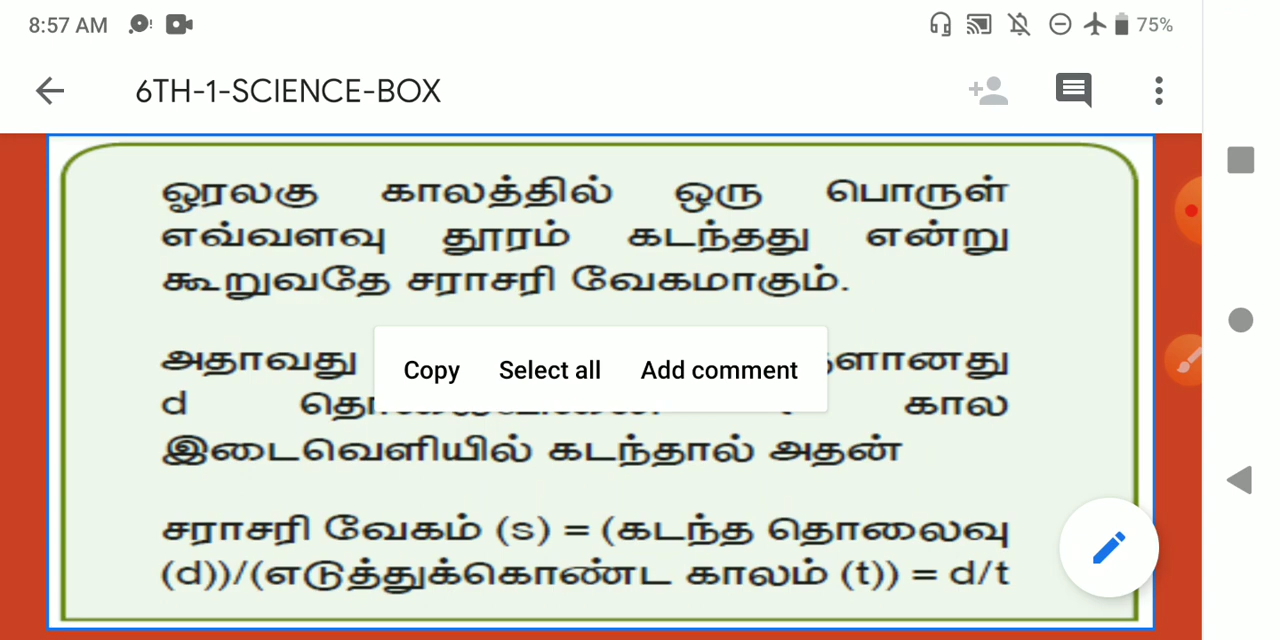 8:57 AM 75%
6TH-1-SCIENCE-BOX
ஓரலகு காலத்தில் ஒரு பொருள்
எவ்வளவு தூரம் கடந்தது என்று
கூறுவதே சராசரி வேகமாகும்.
Copy Select all Add comment
அதாவது
d கால
இடைவெளியில் கடந்தால் அதன்
சராசரி வேகம் (s) = (கடந்த தொலைவு
(d))/(எடுத்துக்கொண்ட காலம் (t)) = d/t